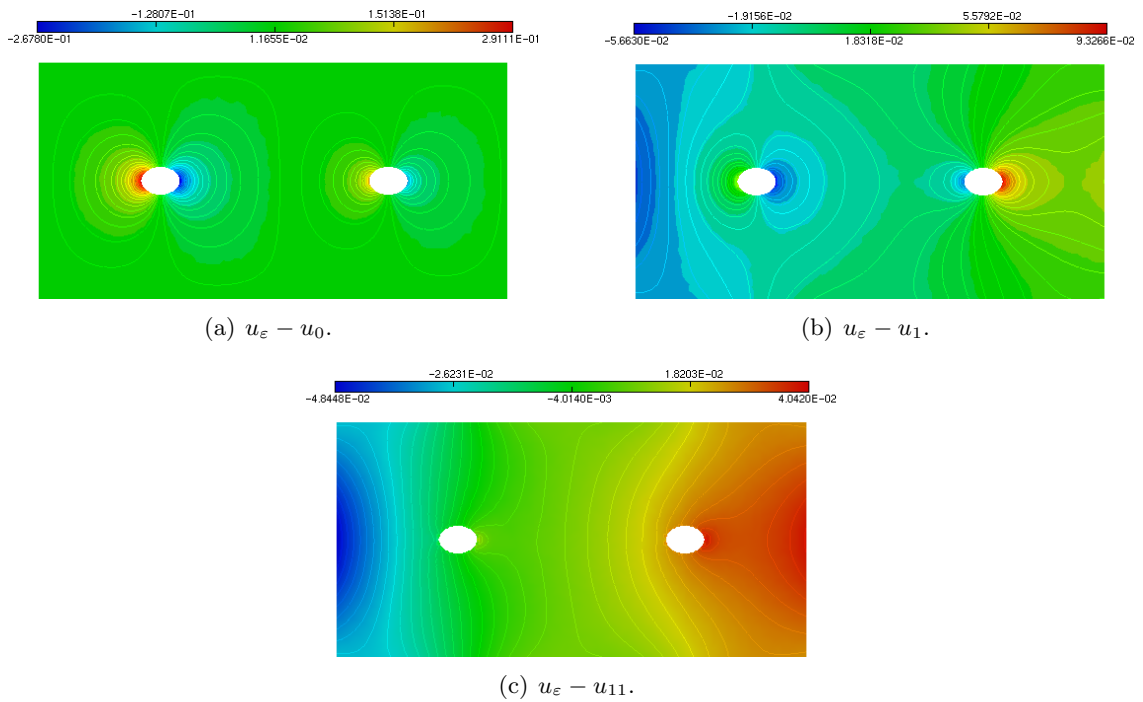 −1.2807E−01 1.5138E−01
−2.6780E−01 1.1655E−02 2.9111E−01
−1.9156E−02 5.5792E−02
−5.6630E−02 1.8318E−02 9.3266E−02
(a) uε − u0.
(b) uε − u1.
−2.6231E−02 1.8203E−02
−4.8448E−02 −4.0140E−03 4.0420E−02
(c) uε − u11.